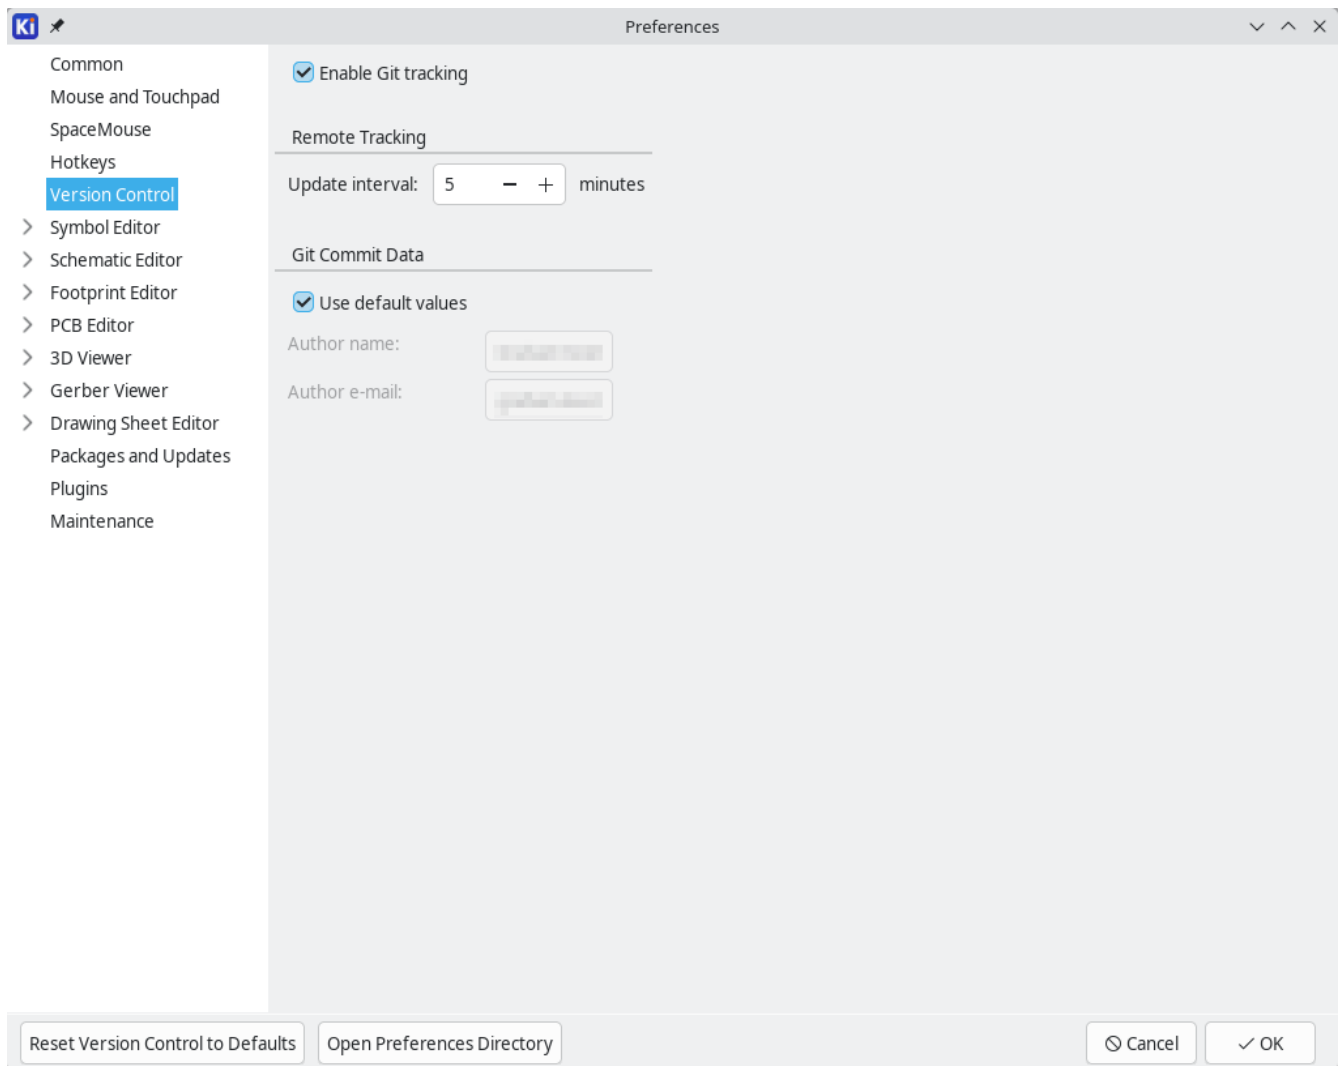 Ki
Preferences
Common
Mouse and Touchpad
SpaceMouse
Hotkeys
Version Control
Symbol Editor
Schematic Editor
Footprint Editor
PCB Editor
3D Viewer
Gerber Viewer
Drawing Sheet Editor
Packages and Updates
Plugins
Maintenance
Enable Git tracking
Remote Tracking
Update interval: 5 minutes
Git Commit Data
Use default values
Author name:
Author e-mail:
Reset Version Control to Defaults
Open Preferences Directory
Cancel
OK